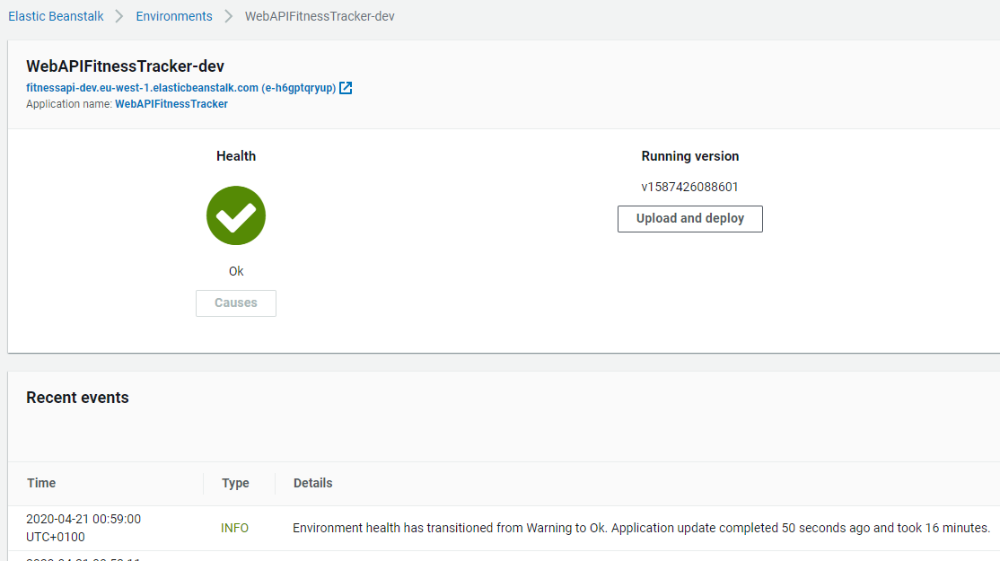 Elastic Beanstalk > Environments > WebAPIFitnessTracker-dev
WebAPIFitnessTracker-dev
fitnessapi-dev.eu-west-1.elasticbeanstalk.com (e-h6gptqryup)
Application name: WebAPIFitnessTracker
Health
Running version
v1587426088601
Upload and deploy
Ok
Causes
Recent events
Time Type Details
2020-04-21 00:59:00
UTC+0100
INFO
Environment health has transitioned from Warning to Ok. Application update completed 50 seconds ago and took 16 minutes.